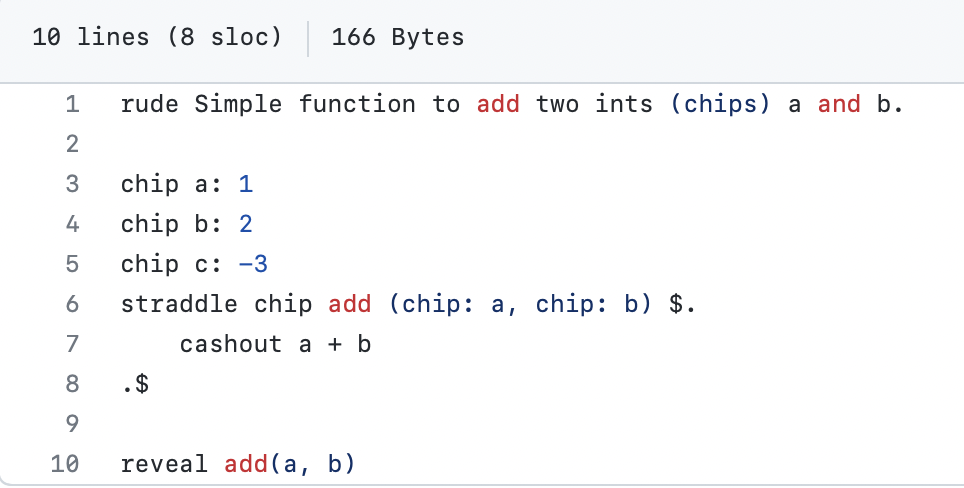 10 lines (8 sloc) 166 Bytes
1 rude Simple function to add two ints (chips) a and b.
2
3 chip a: 1
4 chip b: 2
5 chip c: -3
6 straddle chip add (chip: a, chip: b) $.
7     cashout a + b
8 .$
9
10 reveal add(a, b)